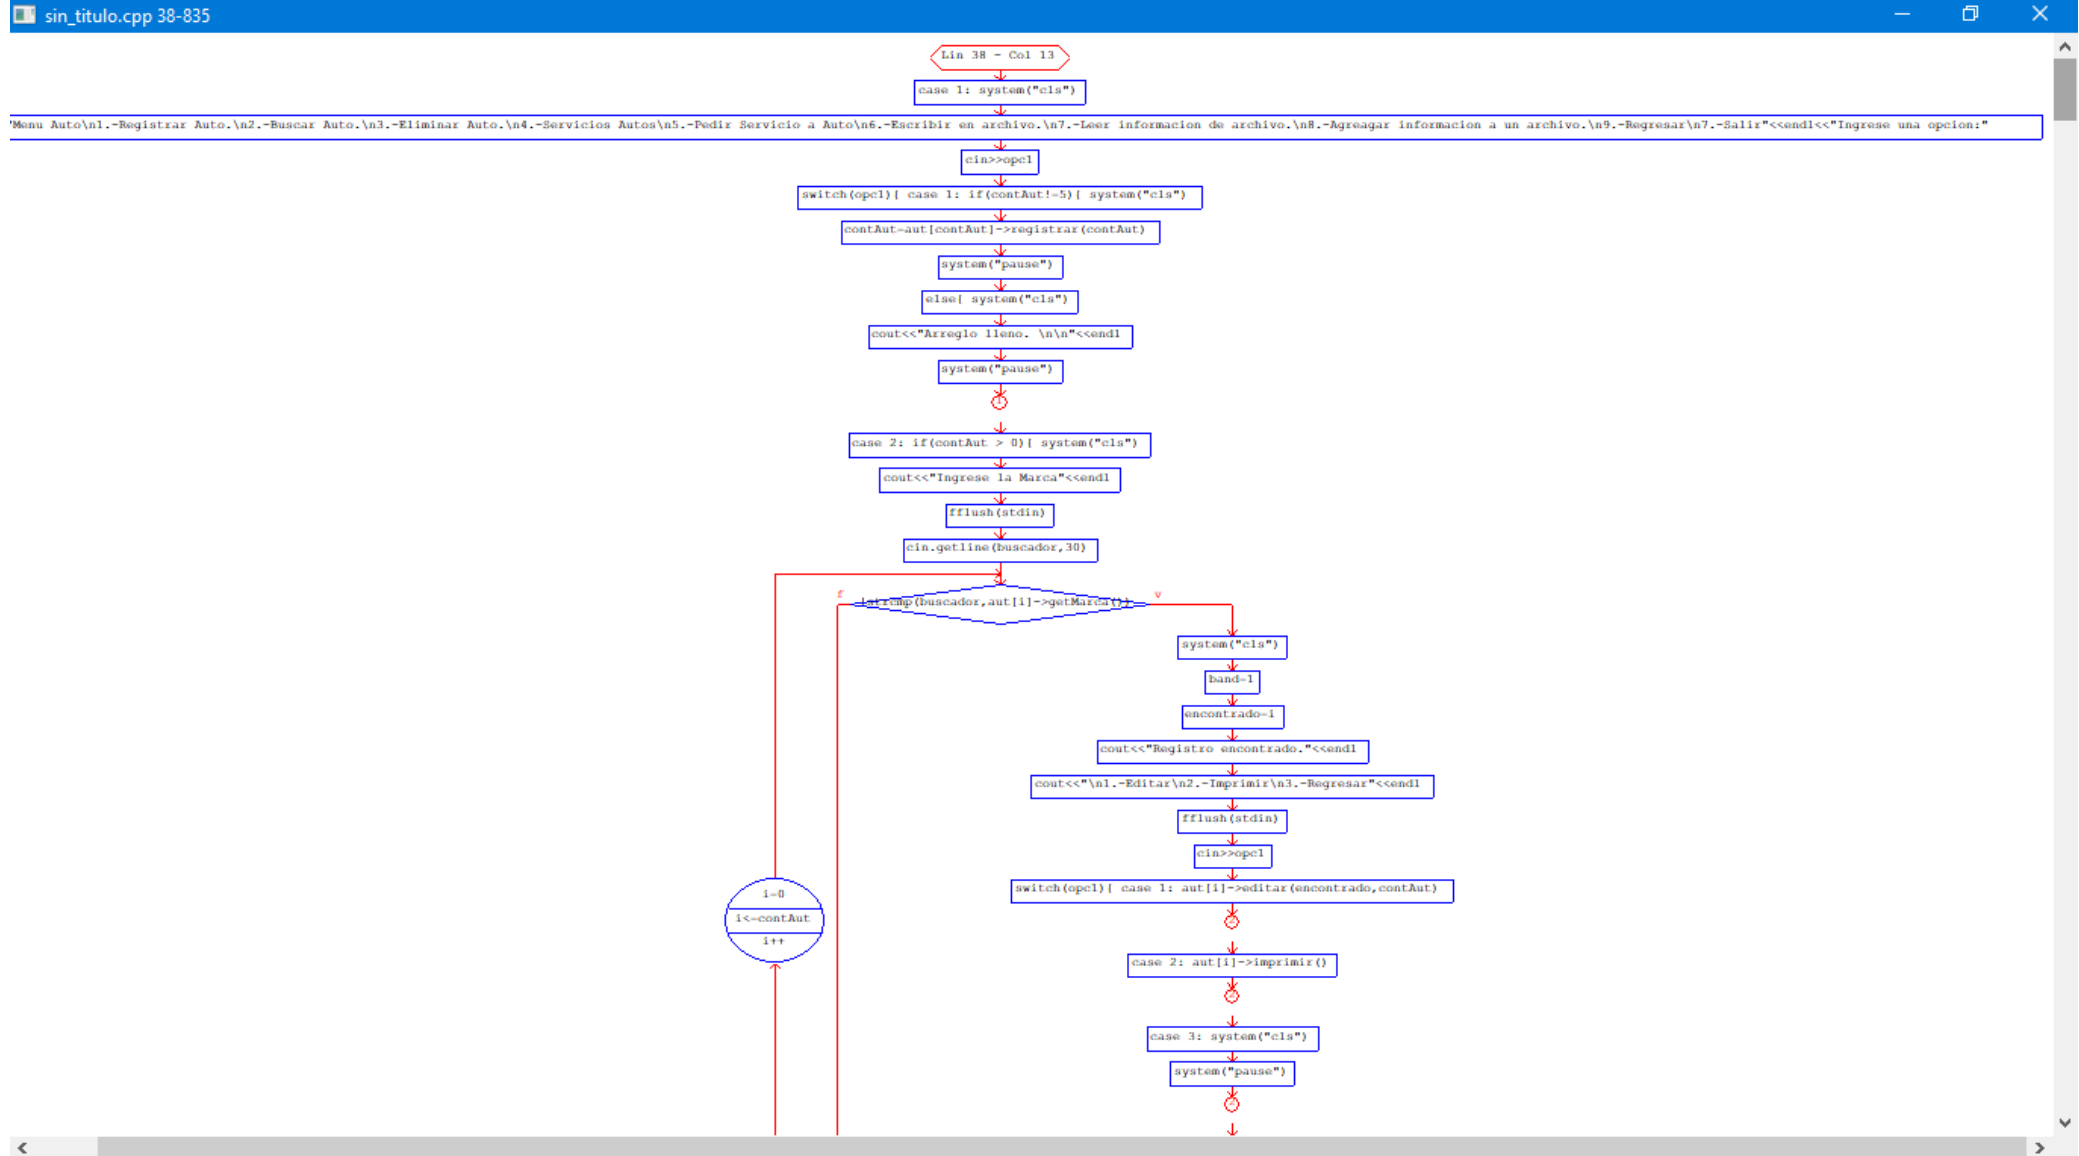 sin_titulo.cpp 38-835
Lin 38 - Col 13
case 1: system("cls")
"Menu Auto\n1.-Registrar Auto.\n2.-Buscar Auto.\n3.-Eliminar Auto.\n4.-Servicios Autos\n5.-Pedir Servicio a Auto\n6.-Escribir en archivo.\n7.-Leer informacion de archivo.\n8.-Agreagar informacion a un archivo.\n9.-Regresar\n7.-Salir"<<endl<<"Ingrese una opcion:"
cin>>opc1
switch(opc1){ case 1: if(contAut!=5){ system("cls")
contAut=aut[contAut]->registrar(contAut)
system("pause")
else{ system("cls")
cout<<"Arreglo lleno. \n\n"<<endl
system("pause")
1
case 2: if(contAut > 0){ system("cls")
cout<<"Ingrese la Marca"<<endl
fflush(stdin)
cin.getline(buscador,30)
f !strcmp(buscador,aut[i]->getMarca()) v
system("cls")
band=1
encontrado=i
cout<<"Registro encontrado."<<endl
cout<<"\n1.-Editar\n2.-Imprimir\n3.-Regresar"<<endl
fflush(stdin)
cin>>opc1
switch(opc1){ case 1: aut[i]->editar(encontrado,contAut)
i=0
i<=contAut
i++
case 2: aut[i]->imprimir()
case 3: system("cls")
system("pause")